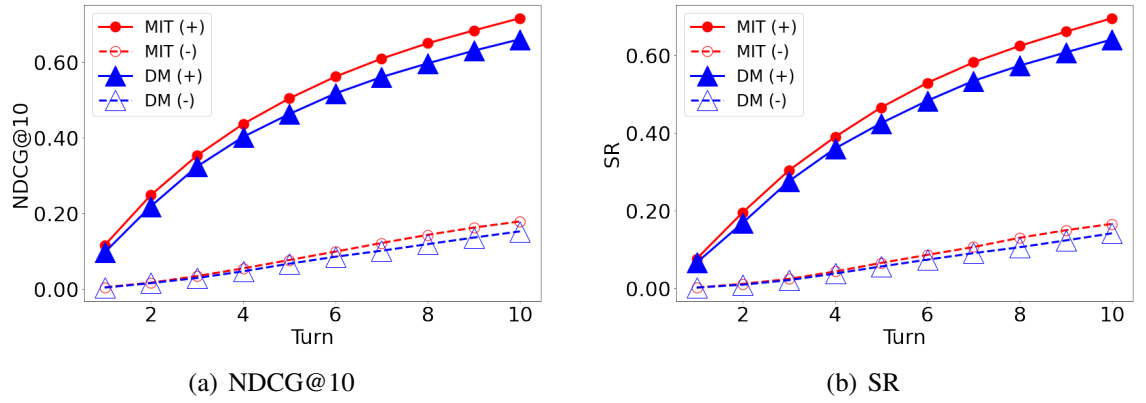 MIT (+)
MIT (-)
DM (+)
DM (-)
NDCG@10
0.60
0.40
0.20
0.00
2 4 6 8 10
Turn
(a) NDCG@10
MIT (+)
MIT (-)
DM (+)
DM (-)
SR
0.60
0.40
0.20
0.00
2 4 6 8 10
Turn
(b) SR